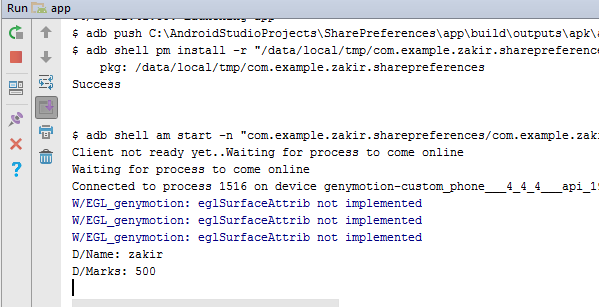 Run app
$ adb push C:\AndroidStudioProjects\SharePreferences\app\build\outputs\apk\
$ adb shell pm install -r "/data/local/tmp/com.example.zakir.sharepreference
pkg: /data/local/tmp/com.example.zakir.sharepreferences
Success
$ adb shell am start -n "com.example.zakir.sharepreferences/com.example.zaki
Client not ready yet..Waiting for process to come online
Waiting for process to come online
Connected to process 1516 on device genymotion-custom_phone___4_4_4___api_19
W/EGL_genymotion: eglSurfaceAttrib not implemented
W/EGL_genymotion: eglSurfaceAttrib not implemented
W/EGL_genymotion: eglSurfaceAttrib not implemented
D/Name: zakir
D/Marks: 500